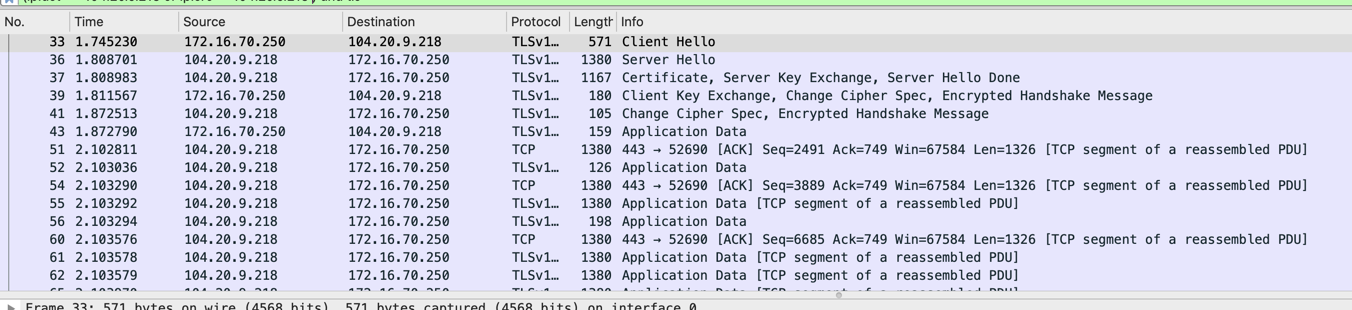 No. Time Source Destination Protocol Length Info
33 1.745230 172.16.70.250 104.20.9.218 TLSv1… 571 Client Hello
36 1.808701 104.20.9.218 172.16.70.250 TLSv1… 1380 Server Hello
37 1.808983 104.20.9.218 172.16.70.250 TLSv1… 1167 Certificate, Server Key Exchange, Server Hello Done
39 1.811567 172.16.70.250 104.20.9.218 TLSv1… 180 Client Key Exchange, Change Cipher Spec, Encrypted Handshake Message
41 1.872513 104.20.9.218 172.16.70.250 TLSv1… 105 Change Cipher Spec, Encrypted Handshake Message
43 1.872790 172.16.70.250 104.20.9.218 TLSv1… 159 Application Data
51 2.102811 104.20.9.218 172.16.70.250 TCP 1380 443 → 52690 [ACK] Seq=2491 Ack=749 Win=67584 Len=1326 [TCP segment of a reassembled PDU]
52 2.103036 104.20.9.218 172.16.70.250 TLSv1… 126 Application Data
54 2.103290 104.20.9.218 172.16.70.250 TCP 1380 443 → 52690 [ACK] Seq=3889 Ack=749 Win=67584 Len=1326 [TCP segment of a reassembled PDU]
55 2.103292 104.20.9.218 172.16.70.250 TLSv1… 1380 Application Data [TCP segment of a reassembled PDU]
56 2.103294 104.20.9.218 172.16.70.250 TLSv1… 198 Application Data
60 2.103576 104.20.9.218 172.16.70.250 TCP 1380 443 → 52690 [ACK] Seq=6685 Ack=749 Win=67584 Len=1326 [TCP segment of a reassembled PDU]
61 2.103578 104.20.9.218 172.16.70.250 TLSv1… 1380 Application Data [TCP segment of a reassembled PDU]
62 2.103579 104.20.9.218 172.16.70.250 TLSv1… 1380 Application Data [TCP segment of a reassembled PDU]
Frame 33: 571 bytes on wire (4568 bits), 571 bytes captured (4568 bits) on interface 0